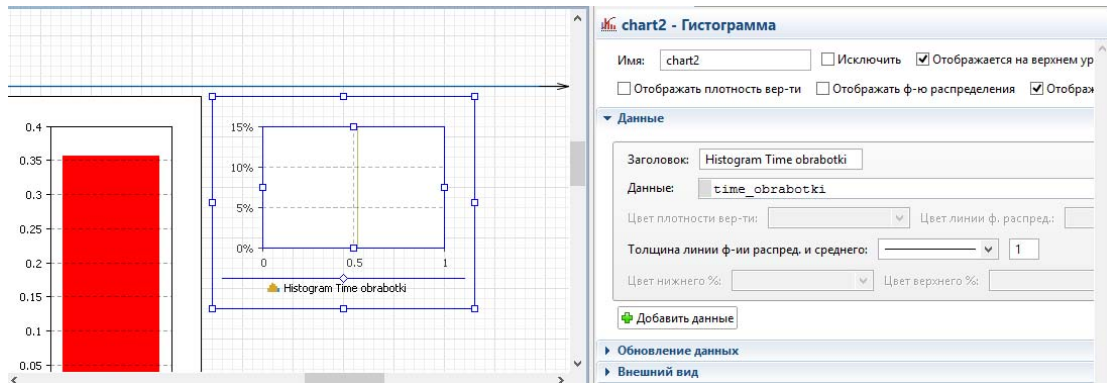 chart2 - Гистограмма
Имя: chart2 Исключить Отображается на верхнем ур
Отображать плотность вер-ти Отображать ф-ю распределения Отображ
Данные
Заголовок: Histogram Time obrabotki
Данные: time_obrabotki
Цвет плотности вер-ти: Цвет линии ф. распред.:
Толщина линии ф-ии распред. и среднего: 1
Цвет нижнего %: Цвет верхнего %:
Добавить данные
Обновление данных
Внешний вид
0.4
0.35
0.3
0.25
0.2
0.15
0.1
0.05
15%
10%
5%
0%
0 0.5 1
Histogram Time obrabotki